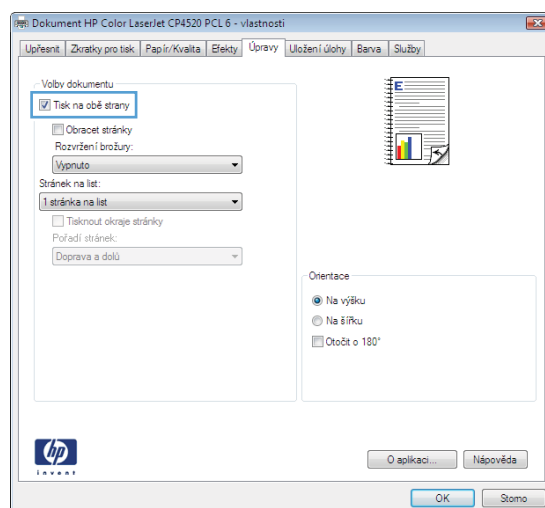 Dokument HP Color LaserJet CP4520 PCL 6 - vlastnosti
Upřesnit Zkratky pro tisk Papír/Kvalita Efekty Úpravy Uložení úlohy Barva Služby
Volby dokumentu
Tisk na obě strany
Obracet stránky
Rozvržení brožury:
Vypnuto
Stránek na list:
1 stránka na list
Tisknout okraje stránky
Pořadí stránek:
Doprava a dolů
E
Orientace
Na výšku
Na šířku
Otočit o 180°
hp
invent
O aplikaci... Nápověda
OK Storno